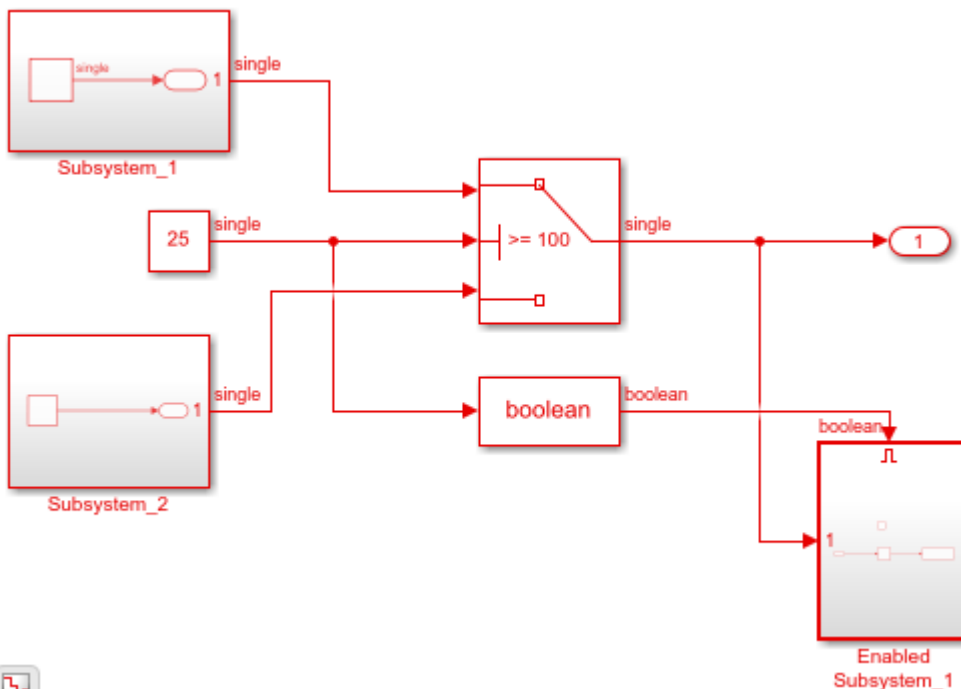 single
single
1
Subsystem_1
25
single
>= 100
single
1
single
1
Subsystem_2
boolean
boolean
boolean
1
Enabled
Subsystem_1